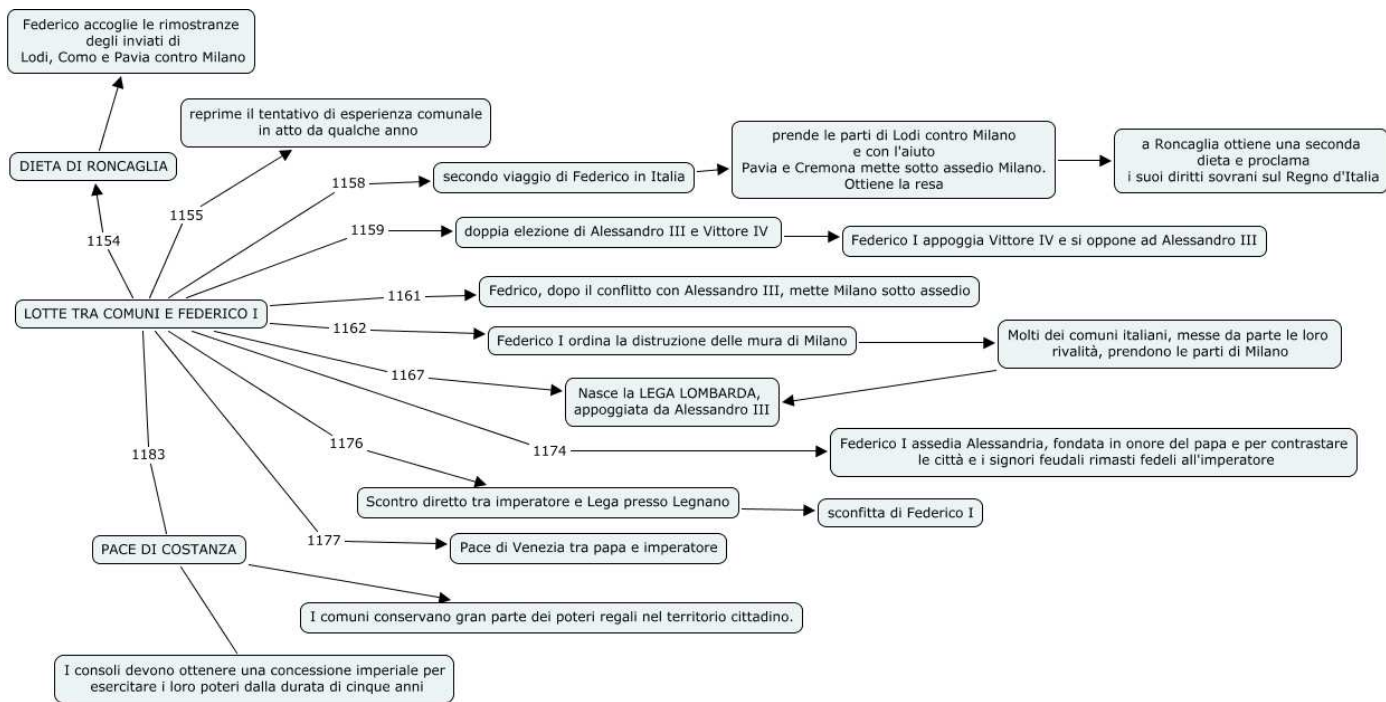 Federico accoglie le rimostranze
degli inviati di
Lodi, Como e Pavia contro Milano
reprime il tentativo di esperienza comunale
in atto da qualche anno
DIETA DI RONCAGLIA
prende le parti di Lodi contro Milano
e con l'aiuto
Pavia e Cremona mette sotto assedio Milano.
Ottiene la resa
a Roncaglia ottiene una seconda
dieta e proclama
i suoi diritti sovrani sul Regno d'Italia
1158
secondo viaggio di Federico in Italia
1155
1154
1159
doppia elezione di Alessandro III e Vittore IV
Federico I appoggia Vittore IV e si oppone ad Alessandro III
1161
Fedrico, dopo il conflitto con Alessandro III, mette Milano sotto assedio
LOTTE TRA COMUNI E FEDERICO I
1162
Federico I ordina la distruzione delle mura di Milano
Molti dei comuni italiani, messe da parte le loro
rivalità, prendono le parti di Milano
1167
Nasce la LEGA LOMBARDA,
appoggiata da Alessandro III
1176
1174
Federico I assedia Alessandria, fondata in onore del papa e per contrastare
le città e i signori feudali rimasti fedeli all'imperatore
1183
Scontro diretto tra imperatore e Lega presso Legnano
sconfitta di Federico I
1177
Pace di Venezia tra papa e imperatore
PACE DI COSTANZA
I comuni conservano gran parte dei poteri regali nel territorio cittadino.
I consoli devono ottenere una concessione imperiale per
esercitare i loro poteri dalla durata di cinque anni